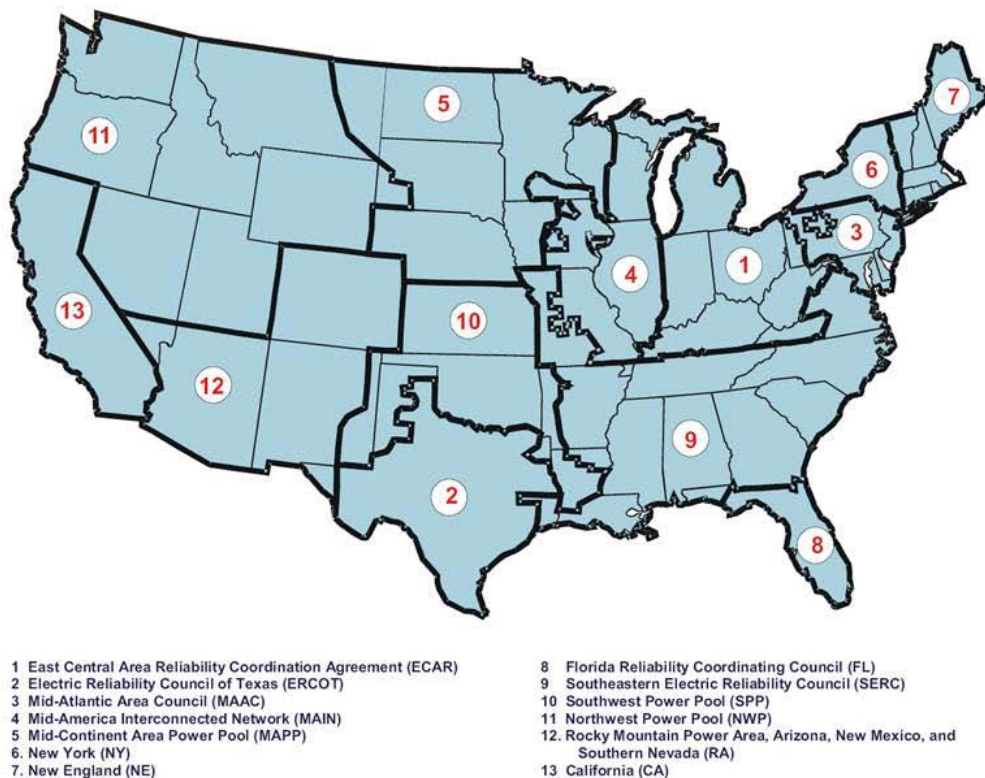 5
7
11
6
3
1
4
13
10
12
9
2
8
1 East Central Area Reliability Coordination Agreement (ECAR)
2 Electric Reliability Council of Texas (ERCOT)
3 Mid-Atlantic Area Council (MAAC)
4 Mid-America Interconnected Network (MAIN)
5 Mid-Continent Area Power Pool (MAPP)
6. New York (NY)
7. New England (NE)
8 Florida Reliability Coordinating Council (FL)
9 Southeastern Electric Reliability Council (SERC)
10 Southwest Power Pool (SPP)
11 Northwest Power Pool (NWP)
12. Rocky Mountain Power Area, Arizona, New Mexico, and
Southern Nevada (RA)
13 California (CA)